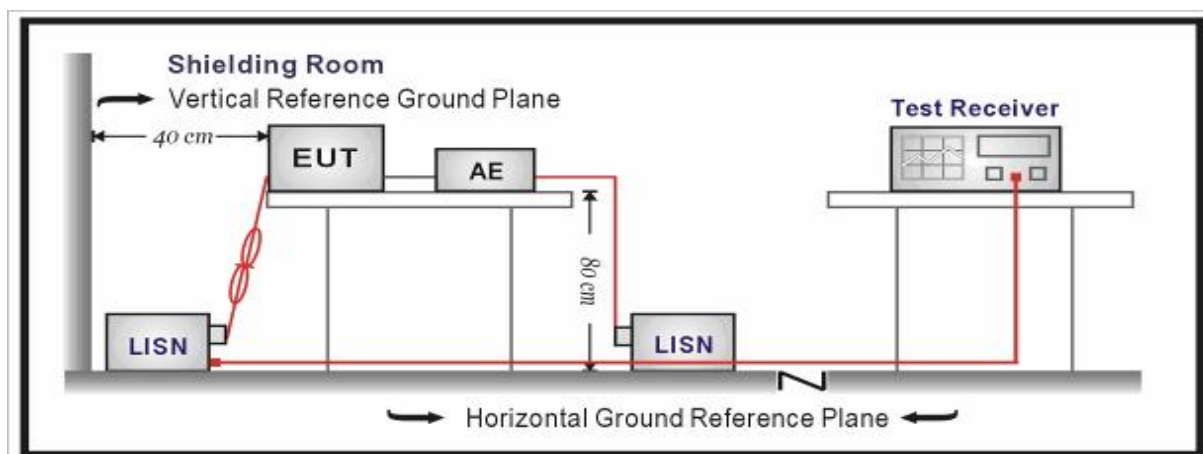 Shielding Room
Vertical Reference Ground Plane
40 cm
EUT
AE
Test Receiver
80 cm
LISN
LISN
Horizontal Ground Reference Plane